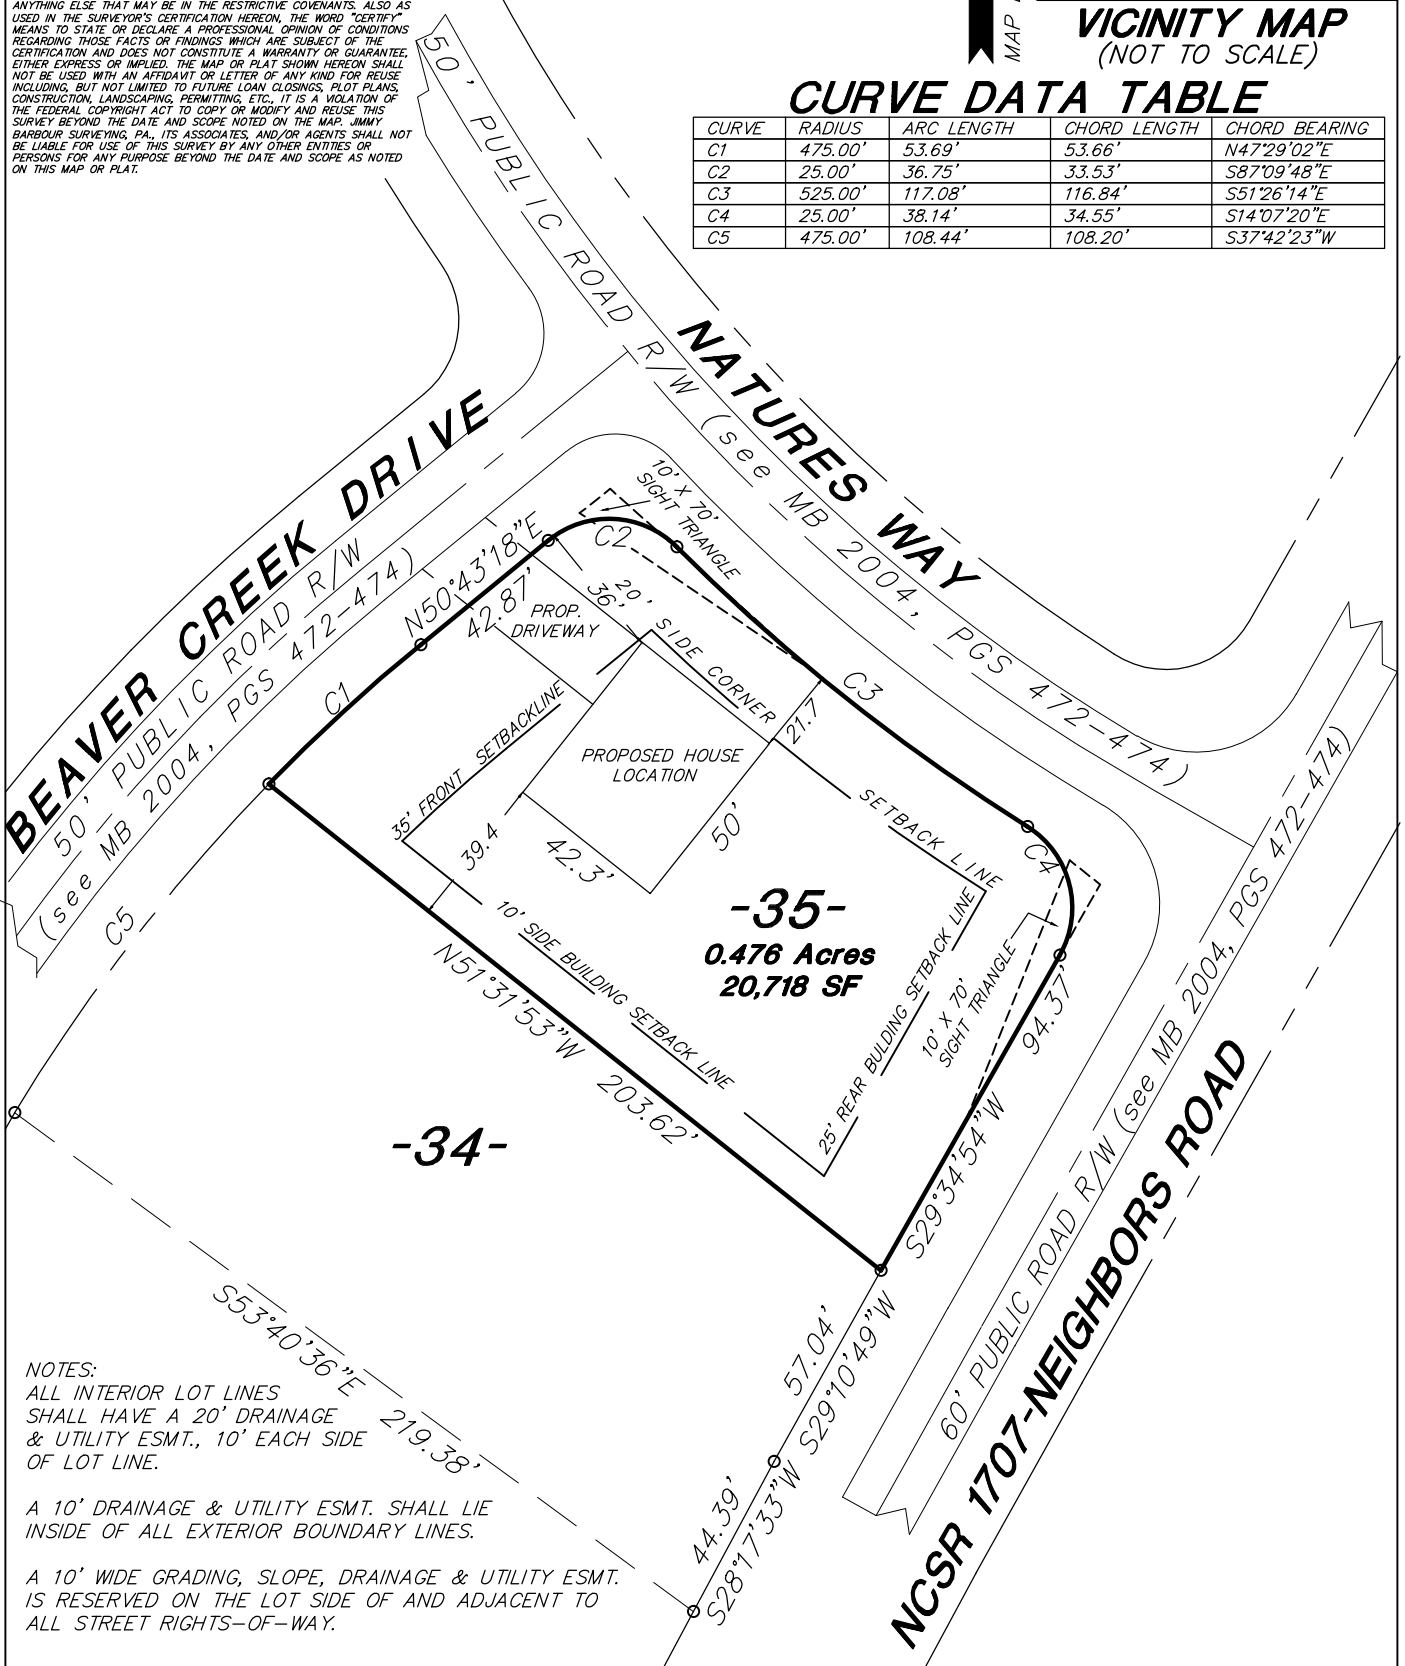 ANYTHING ELSE THAT MAY BE IN THE RESTRICTIVE COVENANTS. ALSO AS
USED IN THE SURVEYOR'S CERTIFICATION HEREON, THE WORD "CERTIFY"
MEANS TO STATE OR DECLARE A PROFESSIONAL OPINION OF CONDITIONS
REGARDING THOSE FACTS OR FINDINGS WHICH ARE SUBJECT OF THE
CERTIFICATION AND DOES NOT CONSTITUTE A WARRANTY OR GUARANTEE,
EITHER EXPRESS OR IMPLIED. THE MAP OR PLAT SHOWN HEREON SHALL
NOT BE USED WITH AN AFFIDAVIT OR LETTER OF ANY KIND FOR REUSE
INCLUDING, BUT NOT LIMITED TO FUTURE LOAN CLOSINGS, PLOT PLANS,
CONSTRUCTION, LANDSCAPING, PERMITTING, ETC., IT IS A VIOLATION OF
THE FEDERAL COPYRIGHT ACT TO COPY OR MODIFY AND REUSE THIS
SURVEY BEYOND THE DATE AND SCOPE NOTED ON THE MAP. JIMMY
BARBOUR SURVEYING, PA., ITS ASSOCIATES, AND/OR AGENTS SHALL NOT
BE LIABLE FOR USE OF THIS SURVEY BY ANY OTHER ENTITIES OR
PERSONS FOR ANY PURPOSE BEYOND THE DATE AND SCOPE AS NOTED
ON THIS MAP OR PLAT.
MAP
VICINITY MAP
(NOT TO SCALE)
CURVE DATA TABLE
CURVE RADIUS ARC LENGTH CHORD LENGTH CHORD BEARING
C1 475.00' 53.69' 53.66' N47°29'02"E
C2 25.00' 36.75' 33.53' S87°09'48"E
C3 525.00' 117.08' 116.84' S51°26'14"E
C4 25.00' 38.14' 34.55' S14°07'20"E
C5 475.00' 108.44' 108.20' S37°42'23"W
50' PUBLIC ROAD R/W (see MB 2004, PGS 472-474)
NATURES WAY
BEAVER CREEK DRIVE
50' PUBLIC ROAD R/W
(see MB 2004, PGS 472-474)
10' X 70'
SIGHT TRIANGLE
C2
N50°43'18"E
42.87'
C1
PROP.
DRIVEWAY
36'
20' SIDE CORNER
SETBACK LINE
C3
21.7
35' FRONT SETBACKLINE
PROPOSED HOUSE
LOCATION
39.4
42.3'
50'
C4
C5
-35-
0.476 Acres
20,718 SF
10' SIDE BUILDING SETBACK LINE
25' REAR BULDING SETBACK LINE
10' X 70'
SIGHT TRIANGLE
94.37'
S29°34'54"W
N51°31'53"W 203.62'
-34-
60' PUBLIC ROAD R/W (see MB 2004, PGS 472-474)
NCSR 1707-NEIGHBORS ROAD
57.04'
S29°10'49"W
S53°40'36"E 219.38'
44.39'
S28°17'33"W
NOTES:
ALL INTERIOR LOT LINES
SHALL HAVE A 20' DRAINAGE
& UTILITY ESMT., 10' EACH SIDE
OF LOT LINE.
A 10' DRAINAGE & UTILITY ESMT. SHALL LIE
INSIDE OF ALL EXTERIOR BOUNDARY LINES.
A 10' WIDE GRADING, SLOPE, DRAINAGE & UTILITY ESMT.
IS RESERVED ON THE LOT SIDE OF AND ADJACENT TO
ALL STREET RIGHTS-OF-WAY.